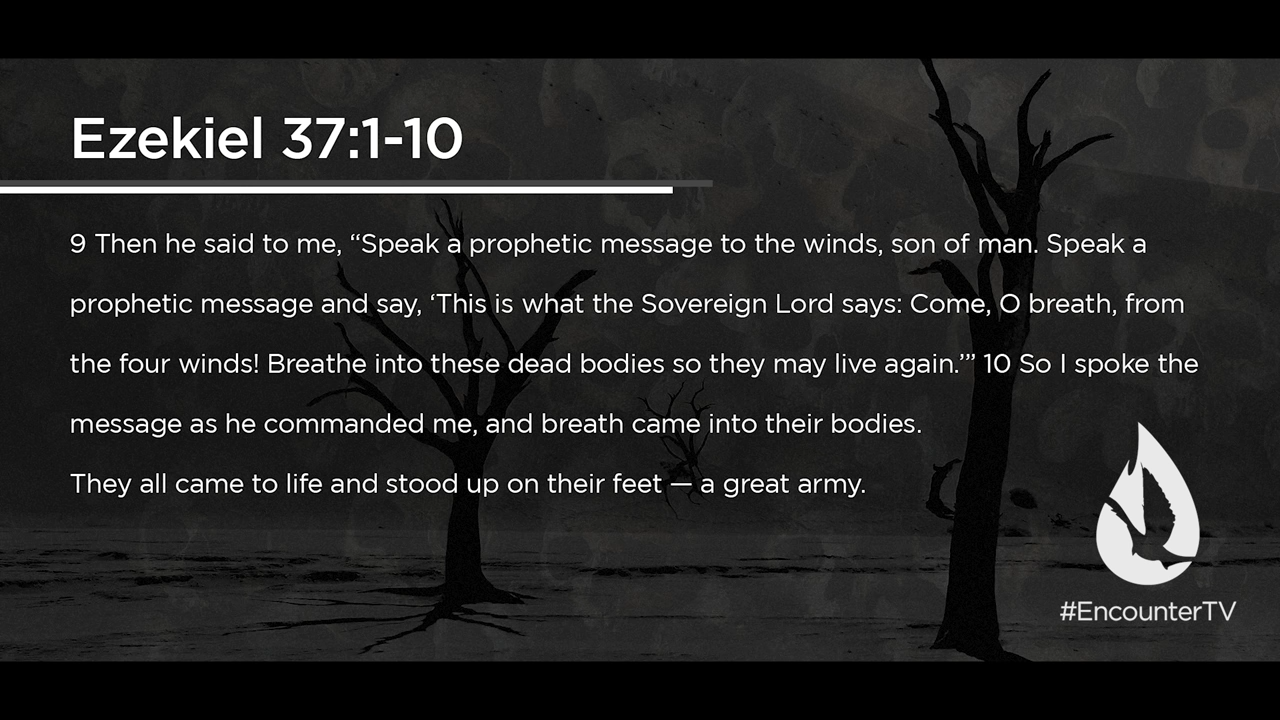 Ezekiel 37:1-10
9 Then he said to me, “Speak a prophetic message to the winds, son of man. Speak a
prophetic message and say, ‘This is what the Sovereign Lord says: Come, O breath, from
the four winds! Breathe into these dead bodies so they may live again.’” 10 So I spoke the
message as he commanded me, and breath came into their bodies.
They all came to life and stood up on their feet — a great army.
#EncounterTV